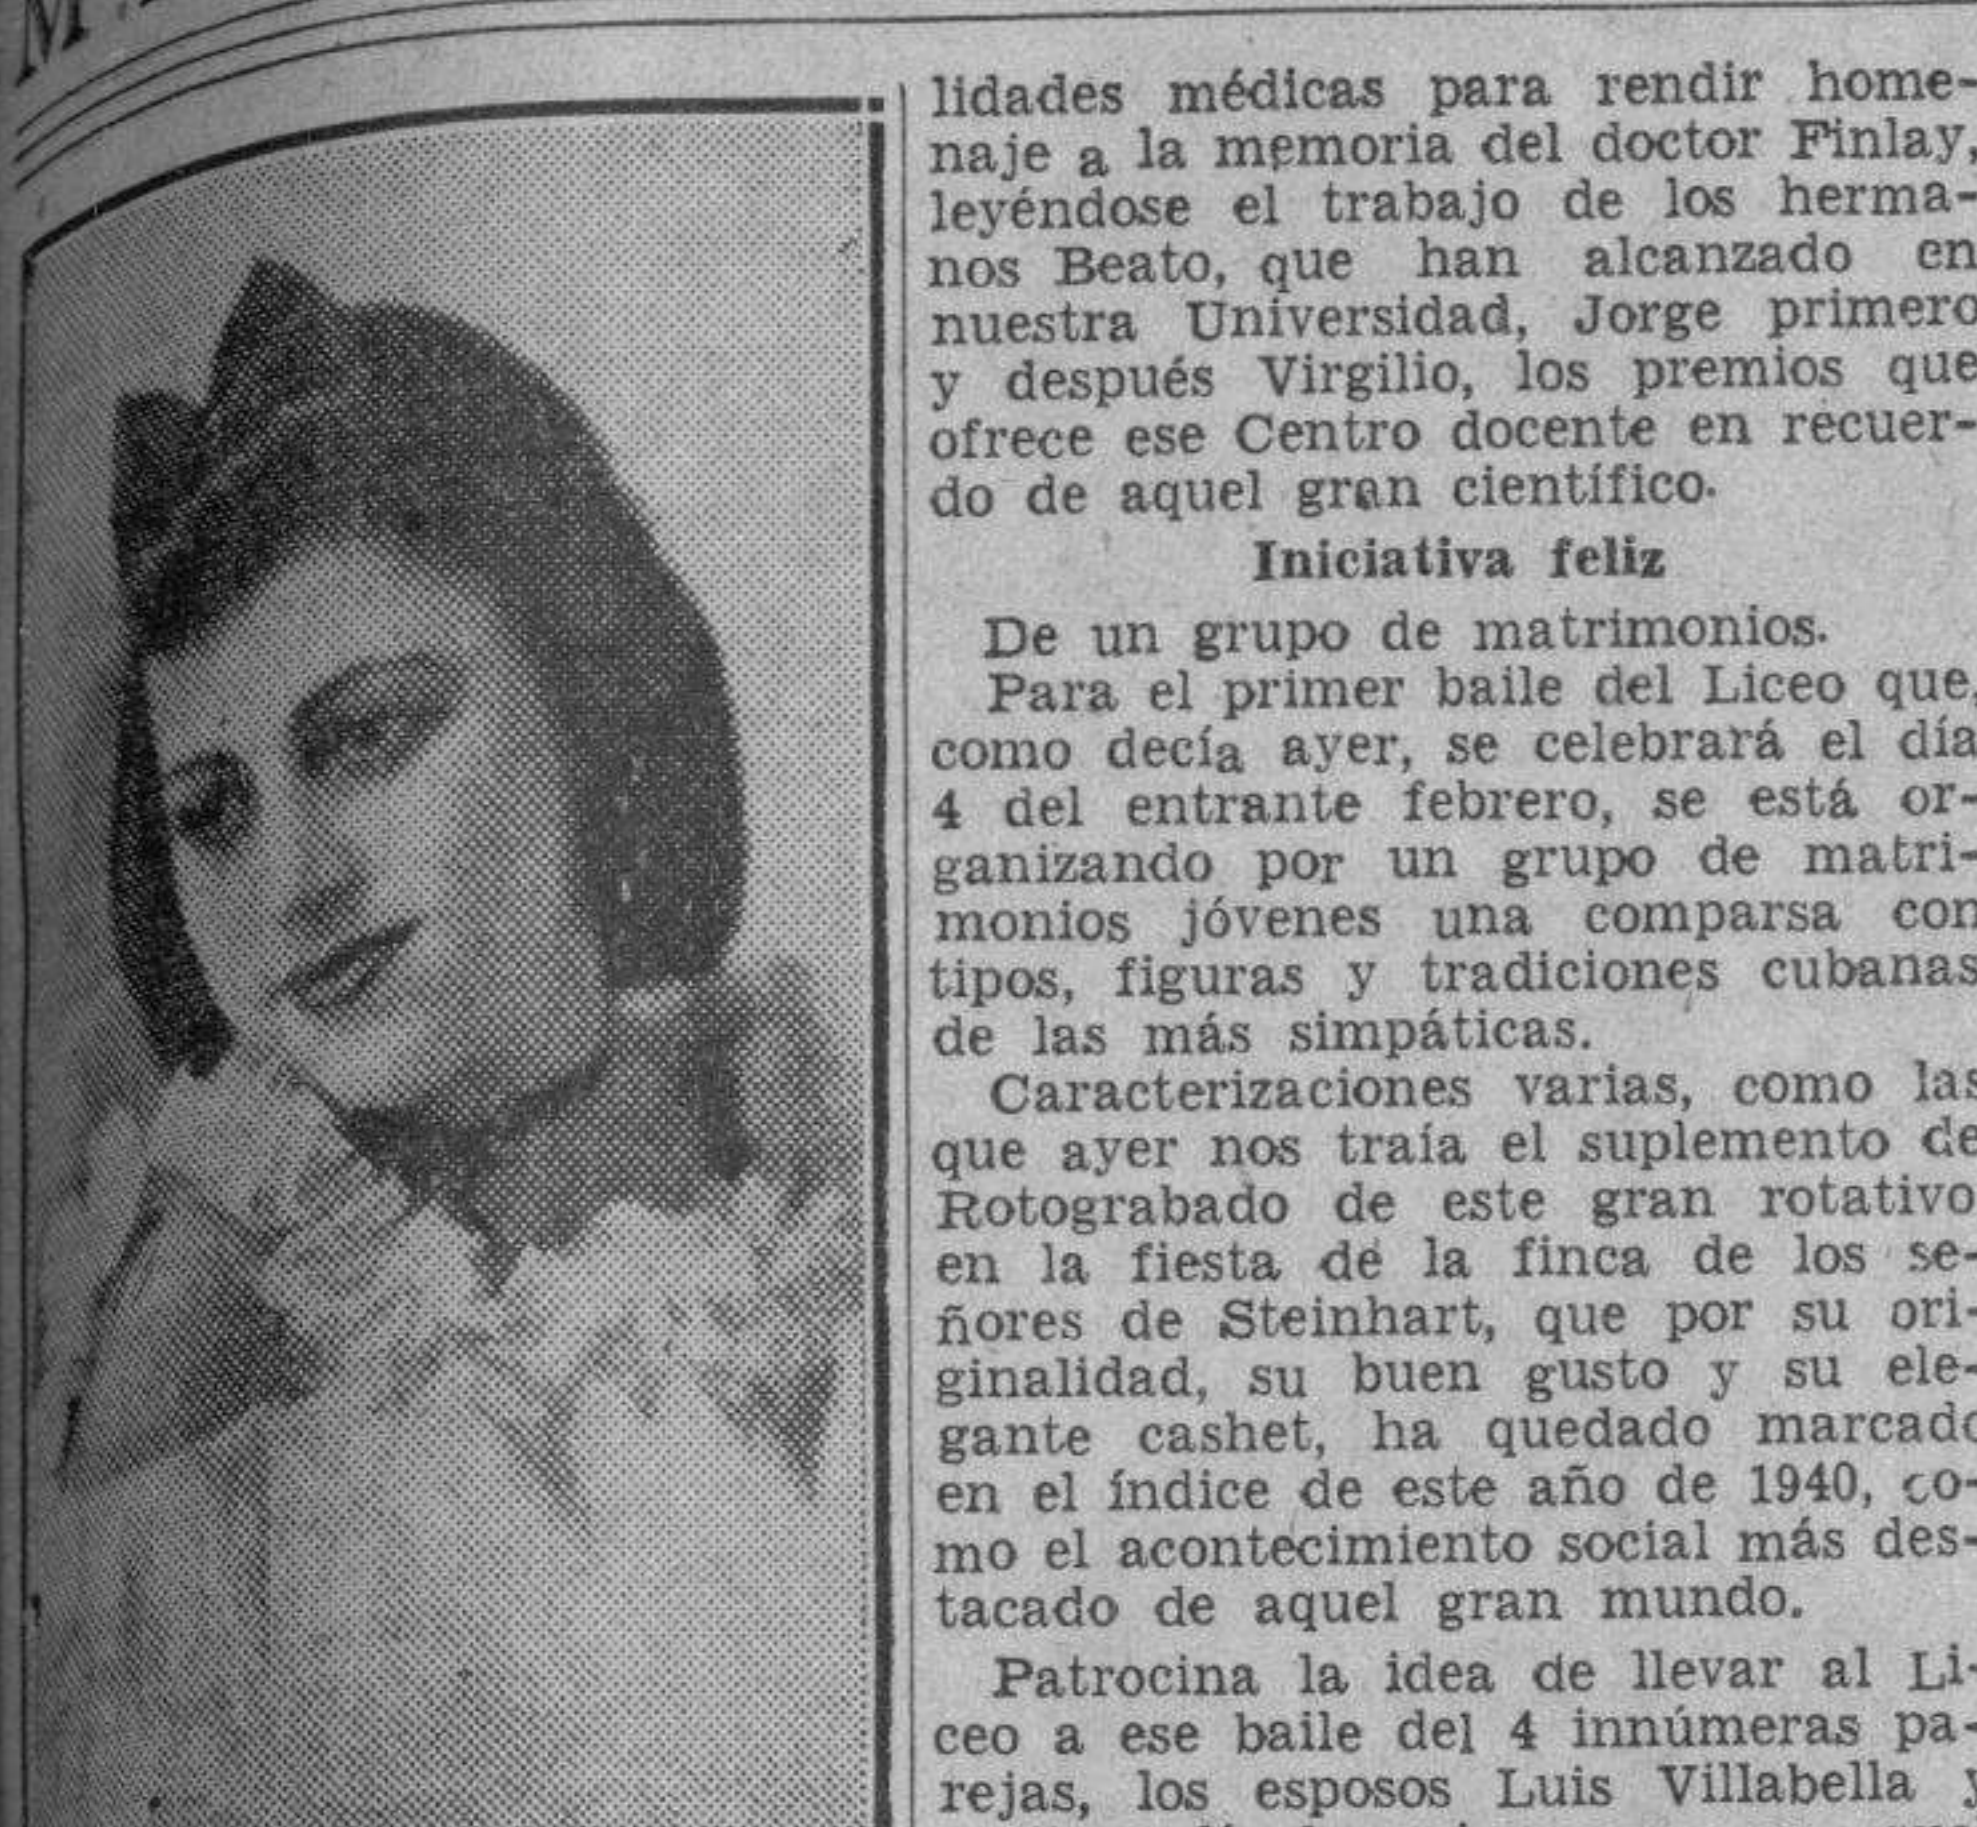 lidades médicas para rendir home-
naje a la memoria del doctor Finlay,
leyéndose el trabajo de los herma-
nos Beato, que han alcanzado en
nuestra Universidad, Jorge primero
y después Virgilio, los premios que
ofrece ese Centro docente en recuer-
do de aquel gran científico.
Iniciativa feliz
De un grupo de matrimonios.
Para el primer baile del Liceo que,
como decía ayer, se celebrará el día
4 del entrante febrero, se está or-
ganizando por un grupo de matri-
monios jóvenes una comparsa con
tipos, figuras y tradiciones cubanas
de las más simpáticas.
Caracterizaciones varias, como las
que ayer nos traía el suplemento de
Rotograbado de este gran rotativo
en la fiesta de la finca de los se-
ñores de Steinhart, que por su ori-
ginalidad, su buen gusto y su ele-
gante cashet, ha quedado marcado
en el índice de este año de 1940, co-
mo el acontecimiento social más des-
tacado de aquel gran mundo.
Patrocina la idea de llevar al Li-
ceo a ese baile del 4 innúmeras pa-
rejas, los esposos Luis Villabella y